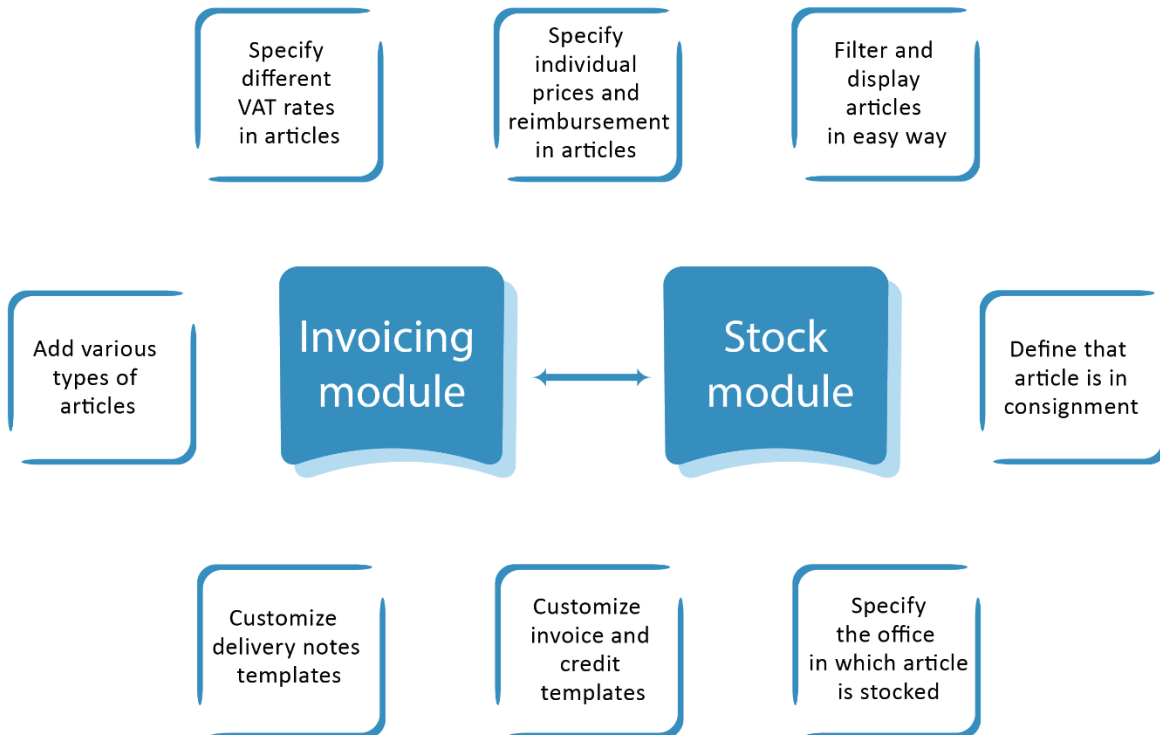 Specify
different
VAT rates
in articles
Specify
individual
prices and
reimbursement
in articles
Filter and
display
articles
in easy way
Add various
types of
articles
Invoicing
module
Stock
module
Define that
article is in
consignment
Customize
delivery notes
templates
Customize
invoice and
credit
templates
Specify
the office
in which article
is stocked